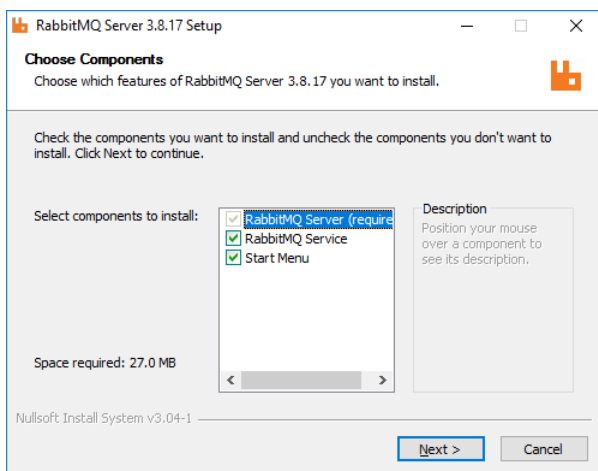 RabbitMQ Server 3.8.17 Setup
Choose Components
Choose which features of RabbitMQ Server 3.8.17 you want to install.
Check the components you want to install and uncheck the components you don't want to
install. Click Next to continue.
Select components to install:
RabbitMQ Server (require
RabbitMQ Service
Start Menu
Description
Position your mouse
over a component to
see its description.
Space required: 27.0 MB
Nullsoft Install System v3.04-1
Next >
Cancel